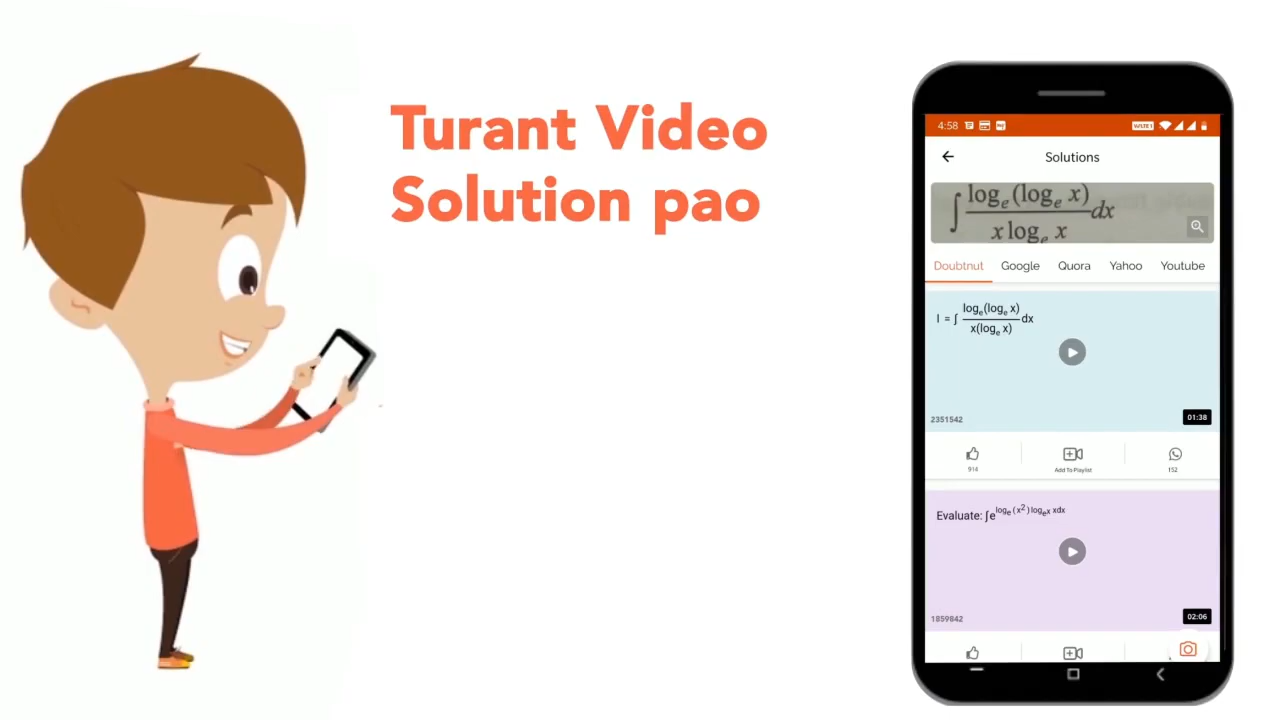 Turant Video
Solution pao
4:58
Solutions
∫ logₑ(logₑ x) / x logₑ x dx
Doubtnut Google Quora Yahoo Youtube
I = ∫ logₑ(logₑ x) / x(logₑ x) dx
2351542 01:38
914 Add To Playlist 152
Evaluate: ∫e^logₑ(x²)logₑx xdx
1859842 02:06